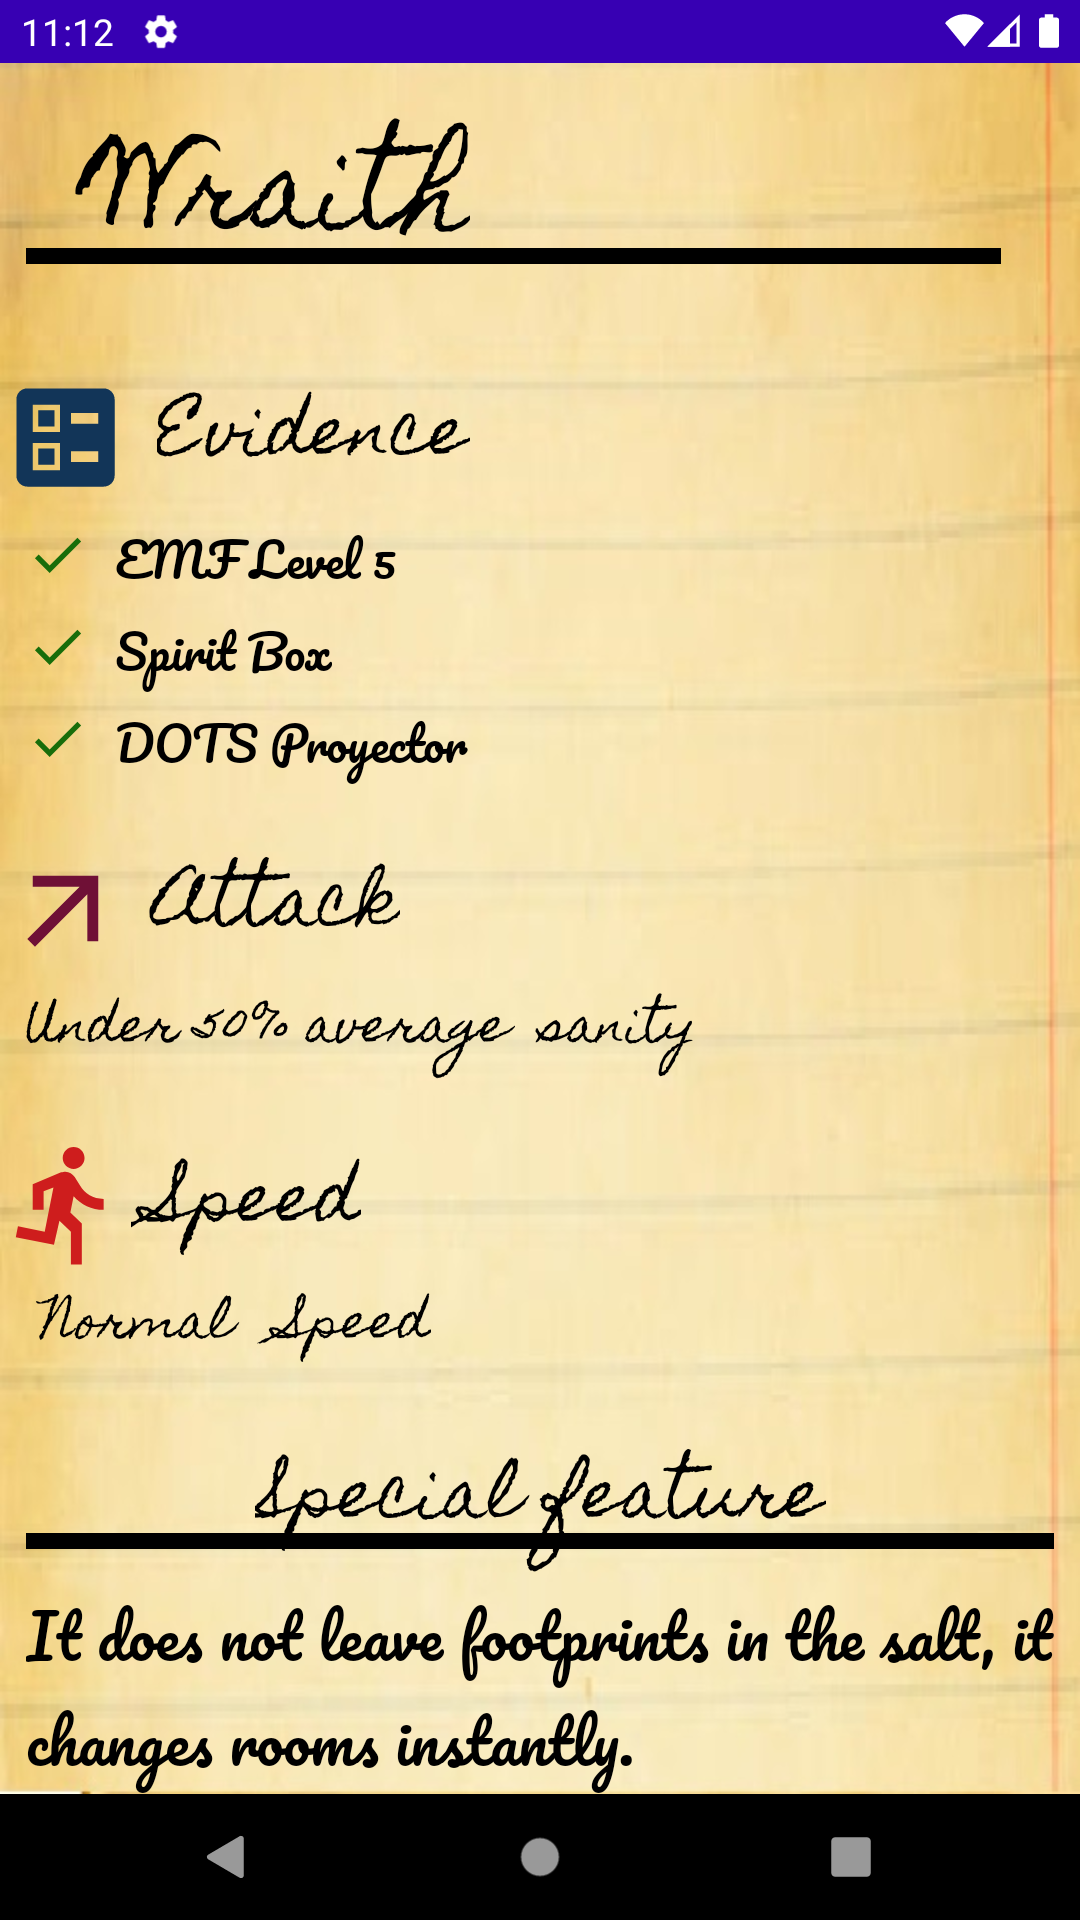 11:12
Wraith
Evidence
EMF Level 5
Spirit Box
DOTS Proyector
Attack
Under 50% average sanity
Speed
Normal Speed
Special feature
It does not leave footprints in the salt, it
changes rooms instantly.